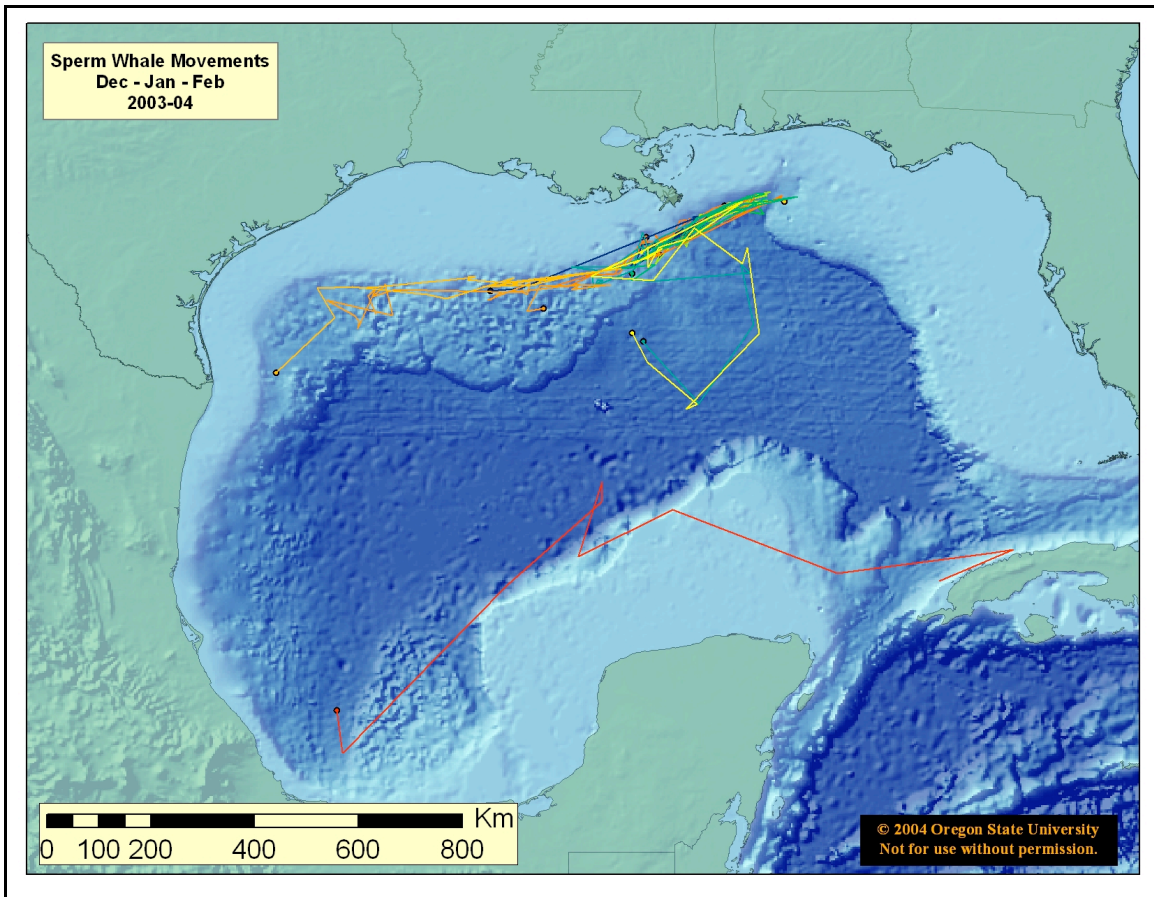 Sperm Whale Movements
Dec - Jan - Feb
2003-04
Km
0 100 200 400 600 800
© 2004 Oregon State University
Not for use without permission.